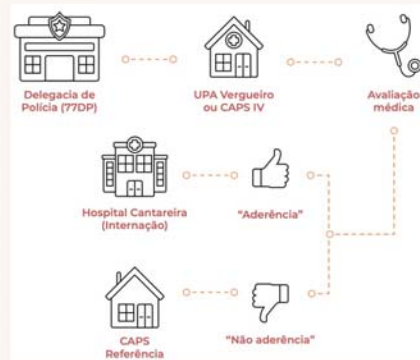 Delegacia de
Polícia (77DP)
UPA Vergueiro
ou CAPS IV
Avaliação
médica
Hospital Cantareira
(Internação)
"Aderência"
CAPS
Referência
"Não aderência"